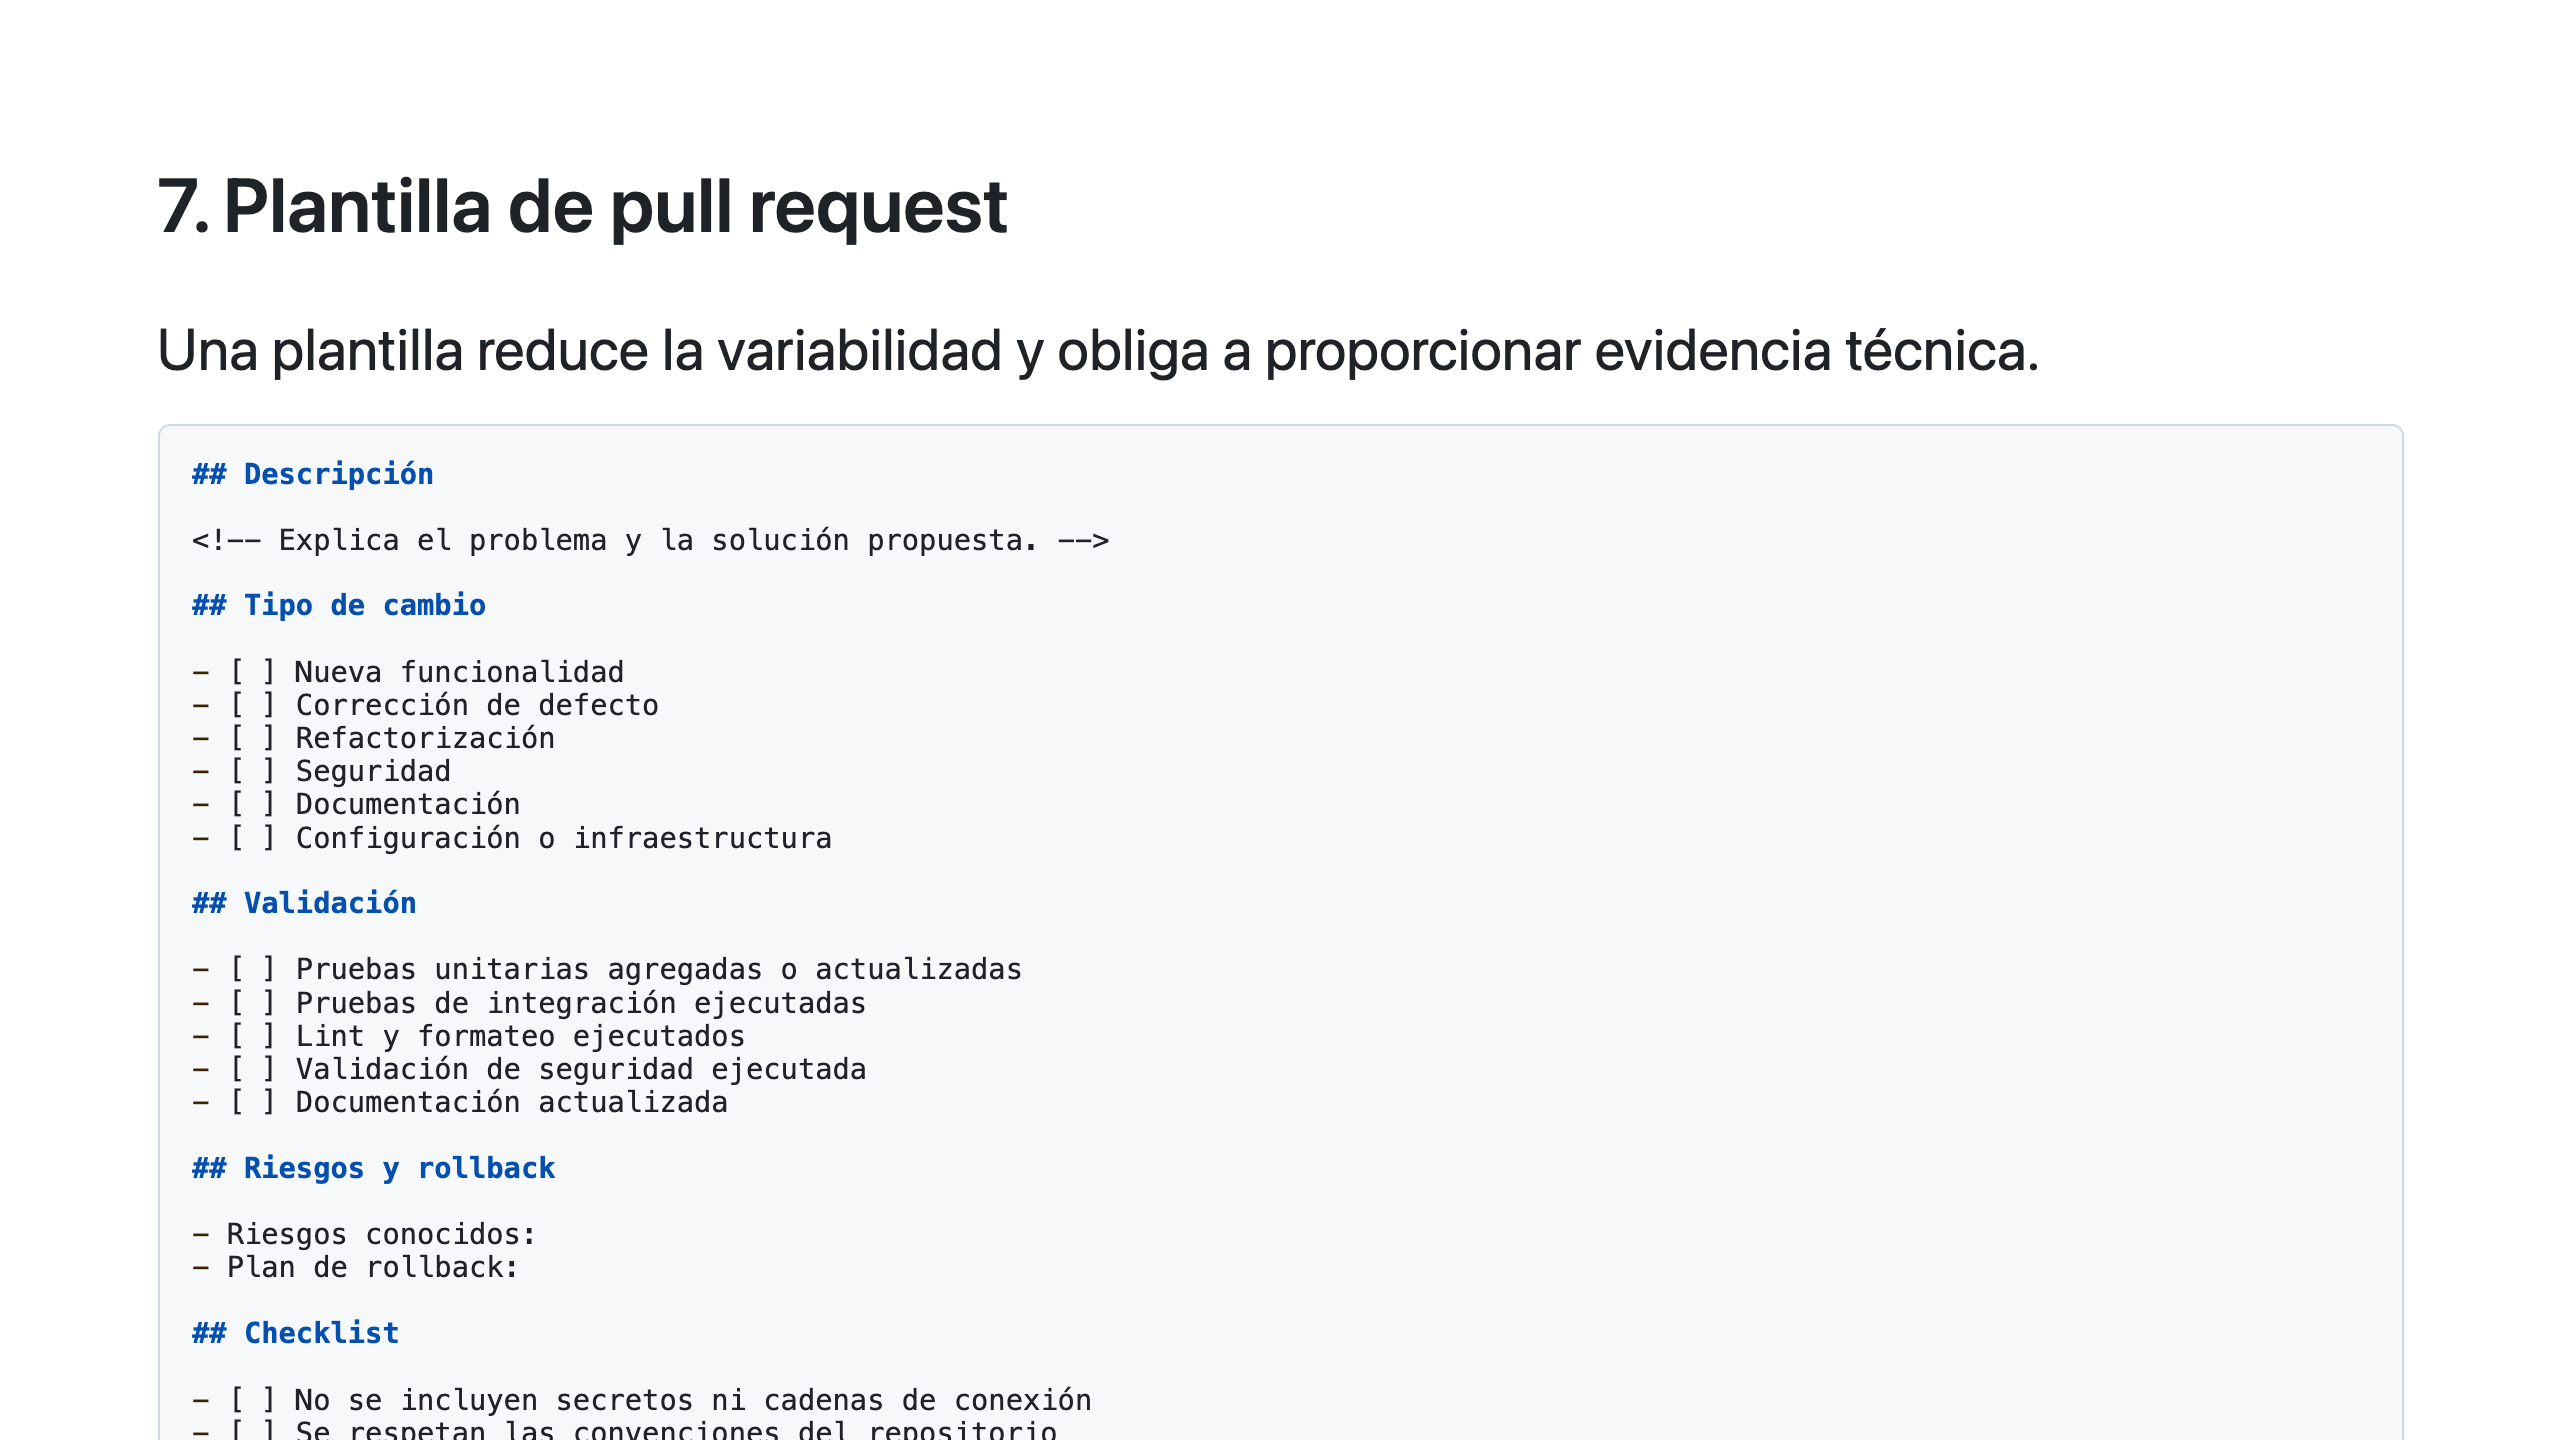 7. Plantilla de pull request
Una plantilla reduce la variabilidad y obliga a proporcionar evidencia técnica.
## Descripción
<!-- Explica el problema y la solución propuesta. -->
## Tipo de cambio
- [ ] Nueva funcionalidad
- [ ] Corrección de defecto
- [ ] Refactorización
- [ ] Seguridad
- [ ] Documentación
- [ ] Configuración o infraestructura
## Validación
- [ ] Pruebas unitarias agregadas o actualizadas
- [ ] Pruebas de integración ejecutadas
- [ ] Lint y formateo ejecutados
- [ ] Validación de seguridad ejecutada
- [ ] Documentación actualizada
## Riesgos y rollback
- Riesgos conocidos:
- Plan de rollback:
## Checklist
- [ ] No se incluyen secretos ni cadenas de conexión
- [ ] Se respetan las convenciones del repositorio